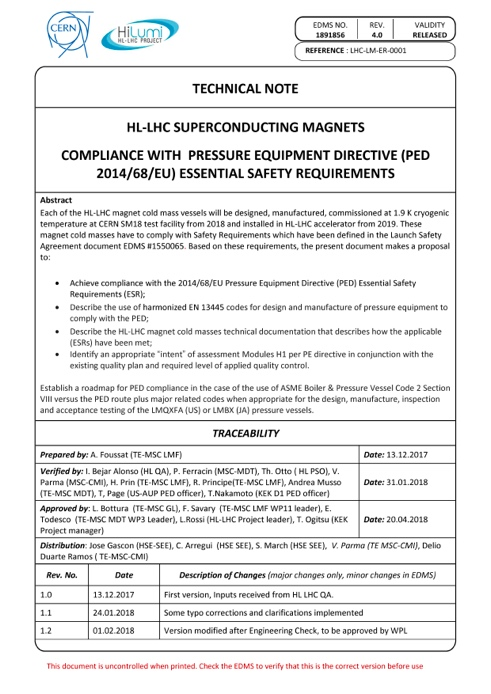 CERN
HiLumi
HL-LHC PROJECT
EDMS NO. REV. VALIDITY
1891856 4.0 RELEASED
REFERENCE : LHC-LM-ER-0001
TECHNICAL NOTE
HL-LHC SUPERCONDUCTING MAGNETS
COMPLIANCE WITH PRESSURE EQUIPMENT DIRECTIVE (PED
2014/68/EU) ESSENTIAL SAFETY REQUIREMENTS
Abstract
Each of the HL-LHC magnet cold mass vessels will be designed, manufactured, commissioned at 1.9 K cryogenic
temperature at CERN SM18 test facility from 2018 and installed in HL-LHC accelerator from 2019. These
magnet cold masses have to comply with Safety Requirements which have been defined in the Launch Safety
Agreement document EDMS #1550065. Based on these requirements, the present document makes a proposal
to:
• Achieve compliance with the 2014/68/EU Pressure Equipment Directive (PED) Essential Safety
Requirements (ESR);
• Describe the use of harmonized EN 13445 codes for design and manufacture of pressure equipment to
comply with the PED;
• Describe the HL-LHC magnet cold masses technical documentation that describes how the applicable
(ESRs) have been met;
• Identify an appropriate "intent" of assessment Modules H1 per PE directive in conjunction with the
existing quality plan and required level of applied quality control.
Establish a roadmap for PED compliance in the case of the use of ASME Boiler & Pressure Vessel Code 2 Section
VIII versus the PED route plus major related codes when appropriate for the design, manufacture, inspection
and acceptance testing of the LMQXFA (US) or LMBX (JA) pressure vessels.
TRACEABILITY
Prepared by: A. Foussat (TE-MSC LMF) Date: 13.12.2017
Verified by: I. Bejar Alonso (HL QA), P. Ferracin (MSC-MDT), Th. Otto ( HL PSO), V.
Parma (MSC-CMI), H. Prin (TE-MSC LMF), R. Principe(TE-MSC LMF), Andrea Musso
(TE-MSC MDT), T, Page (US-AUP PED officer), T.Nakamoto (KEK D1 PED officer) Date: 31.01.2018
Approved by: L. Bottura (TE-MSC GL), F. Savary (TE-MSC LMF WP11 leader), E.
Todesco (TE-MSC MDT WP3 Leader), L.Rossi (HL-LHC Project leader), T. Ogitsu (KEK
Project manager) Date: 20.04.2018
Distribution: Jose Gascon (HSE-SEE), C. Arregui (HSE SEE), S. March (HSE SEE), V. Parma (TE MSC-CMI), Delio
Duarte Ramos ( TE-MSC-CMI)
Rev. No. Date Description of Changes (major changes only, minor changes in EDMS)
1.0 13.12.2017 First version, Inputs received from HL LHC QA.
1.1 24.01.2018 Some typo corrections and clarifications implemented
1.2 01.02.2018 Version modified after Engineering Check, to be approved by WPL
This document is uncontrolled when printed. Check the EDMS to verify that this is the correct version before use